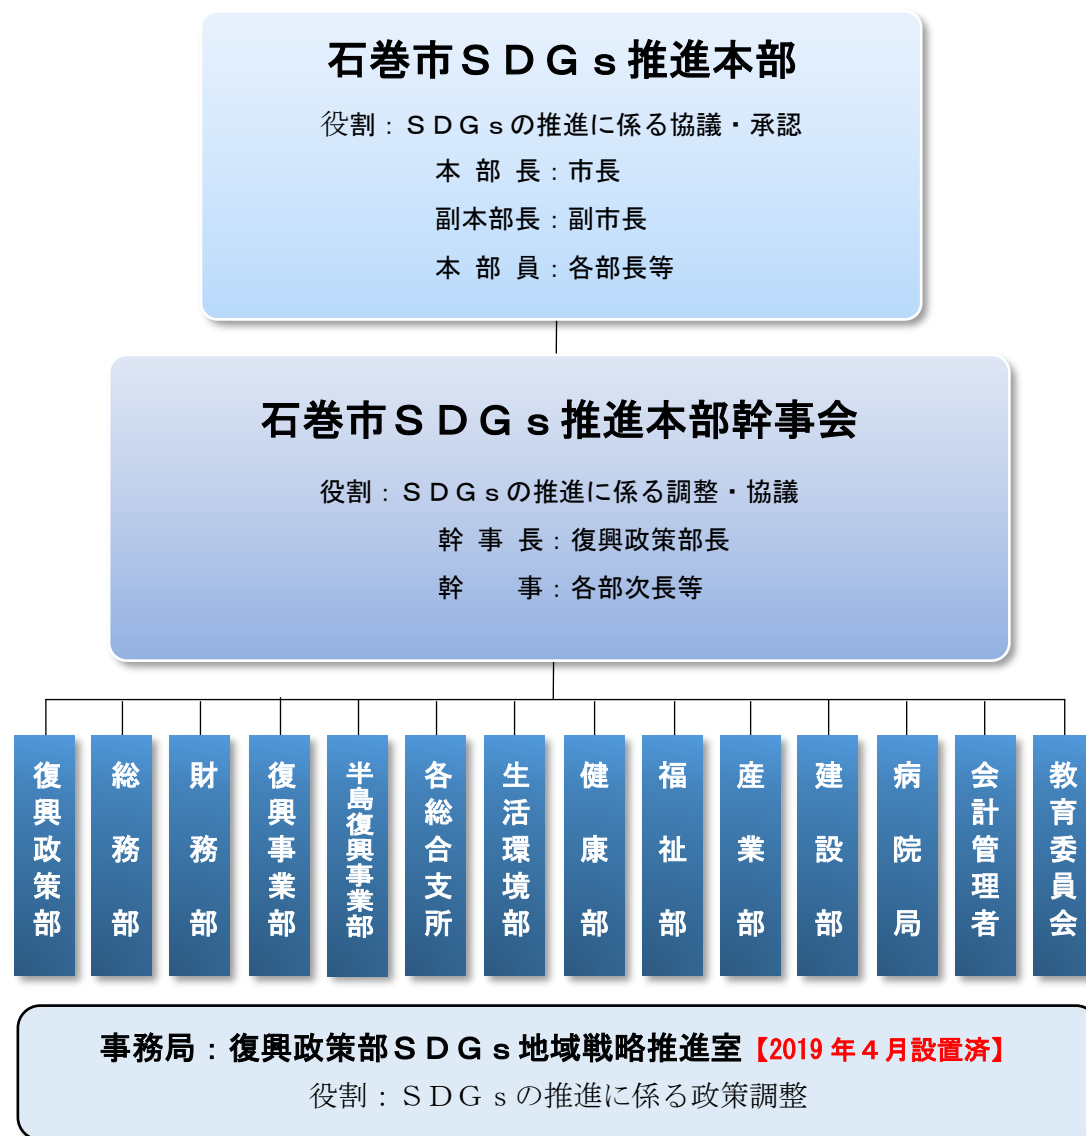 石巻市ＳＤＧｓ推進本部
役割：ＳＤＧｓの推進に係る協議・承認
本 部 長：市長
副本部長：副市長
本 部 員：各部長等
石巻市ＳＤＧｓ推進本部幹事会
役割：ＳＤＧｓの推進に係る調整・協議
幹 事 長：復興政策部長
幹　　事：各部次長等
復興政策部
総務部
財務部
復興事業部
半島復興事業部
各総合支所
生活環境部
健康部
福祉部
産業部
建設部
病院局
会計管理者
教育委員会
事務局：復興政策部ＳＤＧｓ地域戦略推進室【2019 年４月設置済】
役割：ＳＤＧｓの推進に係る政策調整